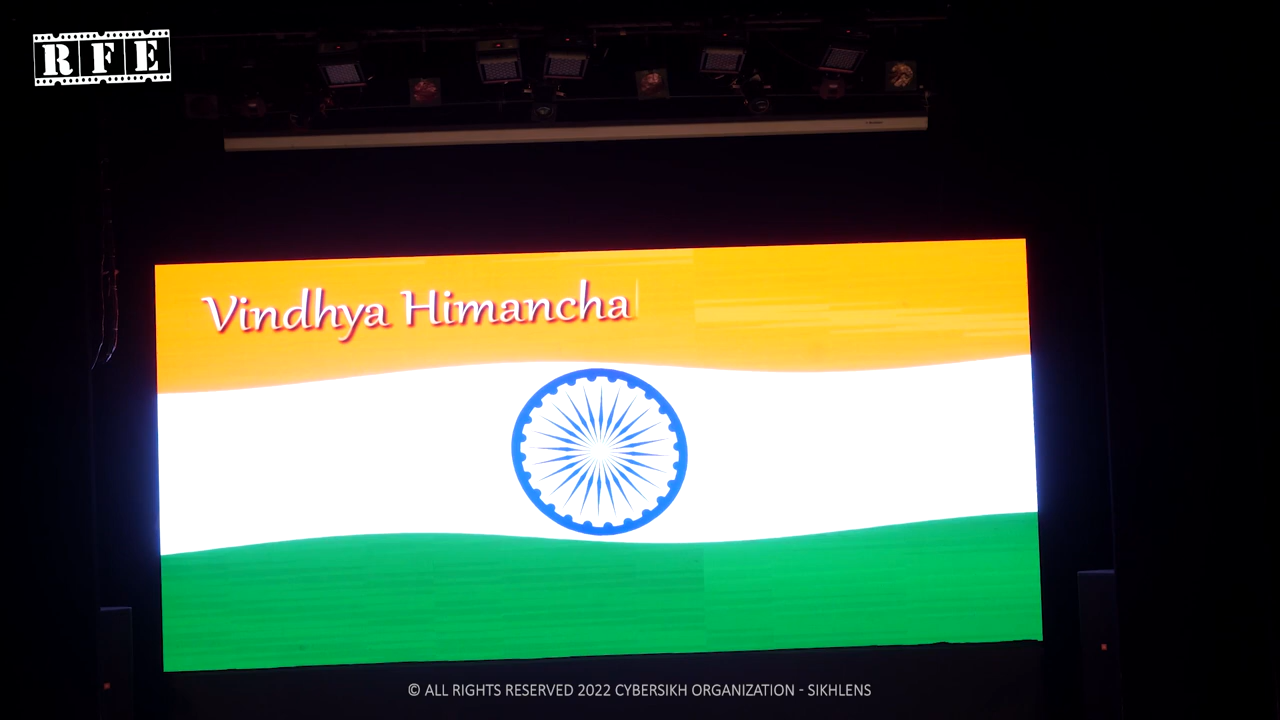 RFE
Vindhya Himancha
© ALL RIGHTS RESERVED 2022 CYBERSIKH ORGANIZATION - SIKHLENS